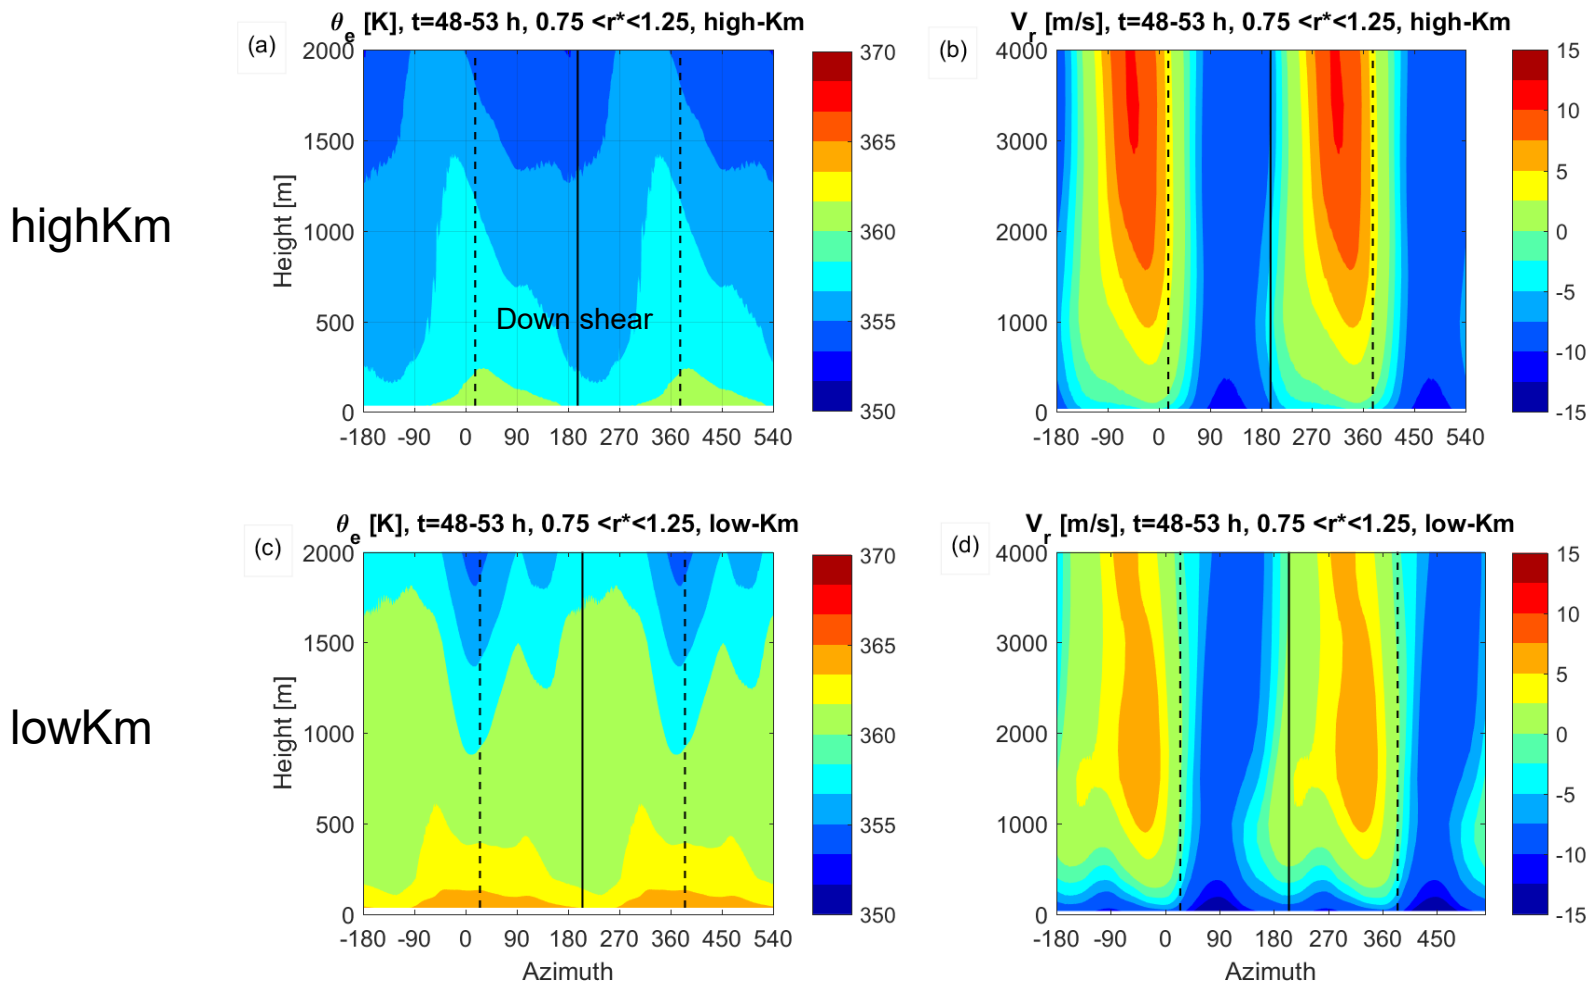 θe [K], t=48-53 h, 0.75 <r*<1.25, high-Km
Vr [m/s], t=48-53 h, 0.75 <r*<1.25, high-Km
(a)
(b)
highKm
Height [m]
2000
1500
1000
500
0
-180 -90 0 90 180 270 360 450 540
Down shear
370
365
360
355
350
4000
3000
2000
1000
0
-180 -90 0 90 180 270 360 450 540
15
10
5
0
-5
-10
-15
θe [K], t=48-53 h, 0.75 <r*<1.25, low-Km
Vr [m/s], t=48-53 h, 0.75 <r*<1.25, low-Km
(c)
(d)
lowKm
Height [m]
2000
1500
1000
500
0
-180 -90 0 90 180 270 360 450 540
Azimuth
370
365
360
355
350
4000
3000
2000
1000
0
-180 -90 0 90 180 270 360 450
Azimuth
15
10
5
0
-5
-10
-15